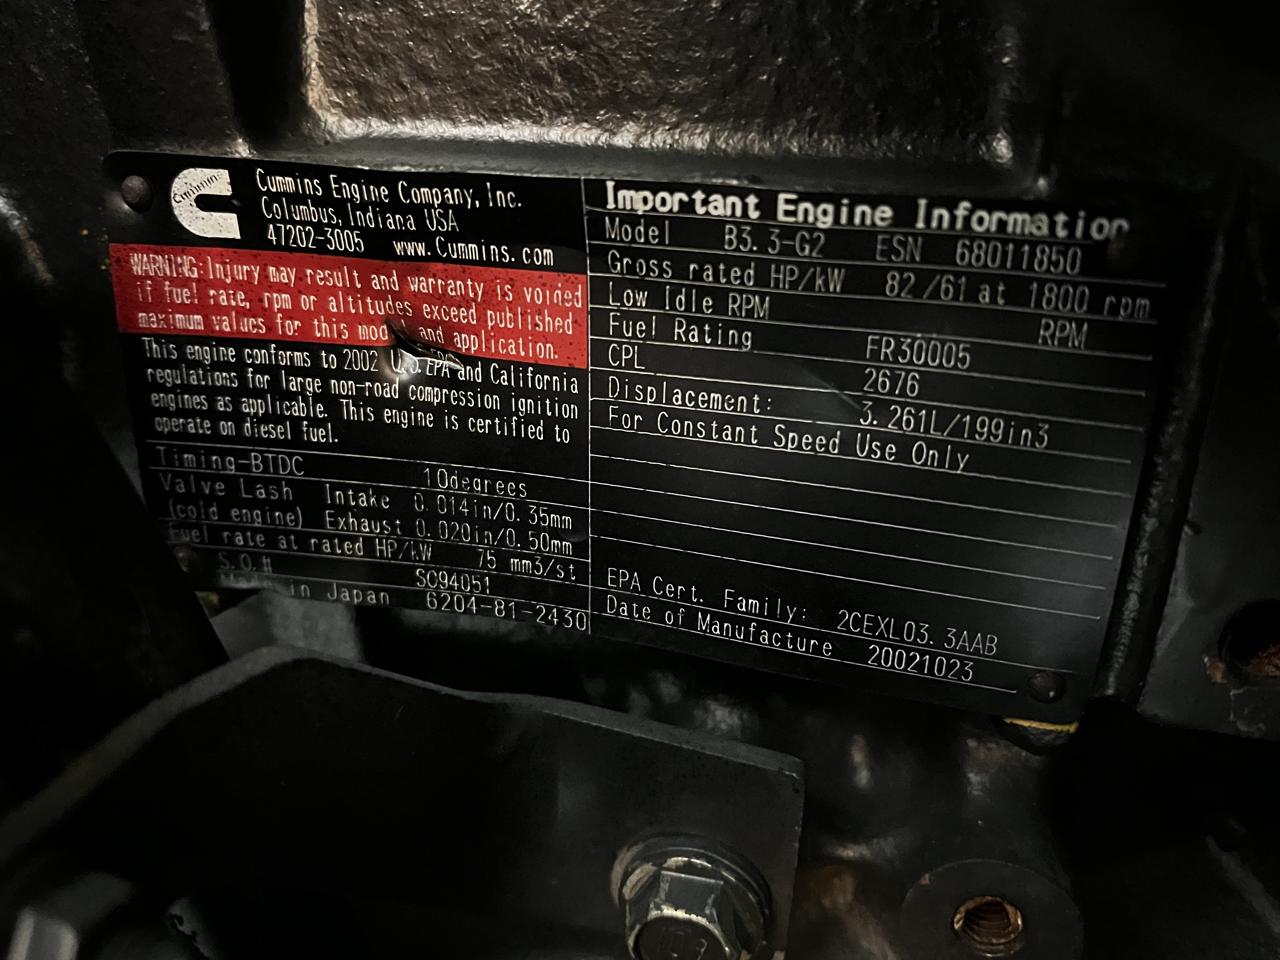 Cummins
Cummins Engine Company, Inc.
Columbus, Indiana USA
47202-3005 www.Cummins.com
WARNING: Injury may result and warranty is voided
if fuel rate, rpm or altitudes exceed published
maximum values for this and application.
This engine conforms to 2002 EPA and California
regulations for large non-road compression ignition
engines as applicable. This engine is certified to
operate on diesel fuel.
Timing-BTDC 10degrees
Valve Lash Intake 0.014in/0.35mm
(cold engine) Exhaust 0.020in/0.50mm
Fuel rate at rated HP/kW 75 mm3/st
S.O.# SC94051
in Japan 6204-81-2430
Important Engine Information
Model B3.3-G2 ESN 68011850
Gross rated HP/kW 82/61 at 1800 rpm
Low Idle RPM RPM
Fuel Rating FR30005
CPL 2676
Displacement: 3.261L/199in3
For Constant Speed Use Only
EPA Cert. Family: 2CEXL03.3AAB
Date of Manufacture 20021023